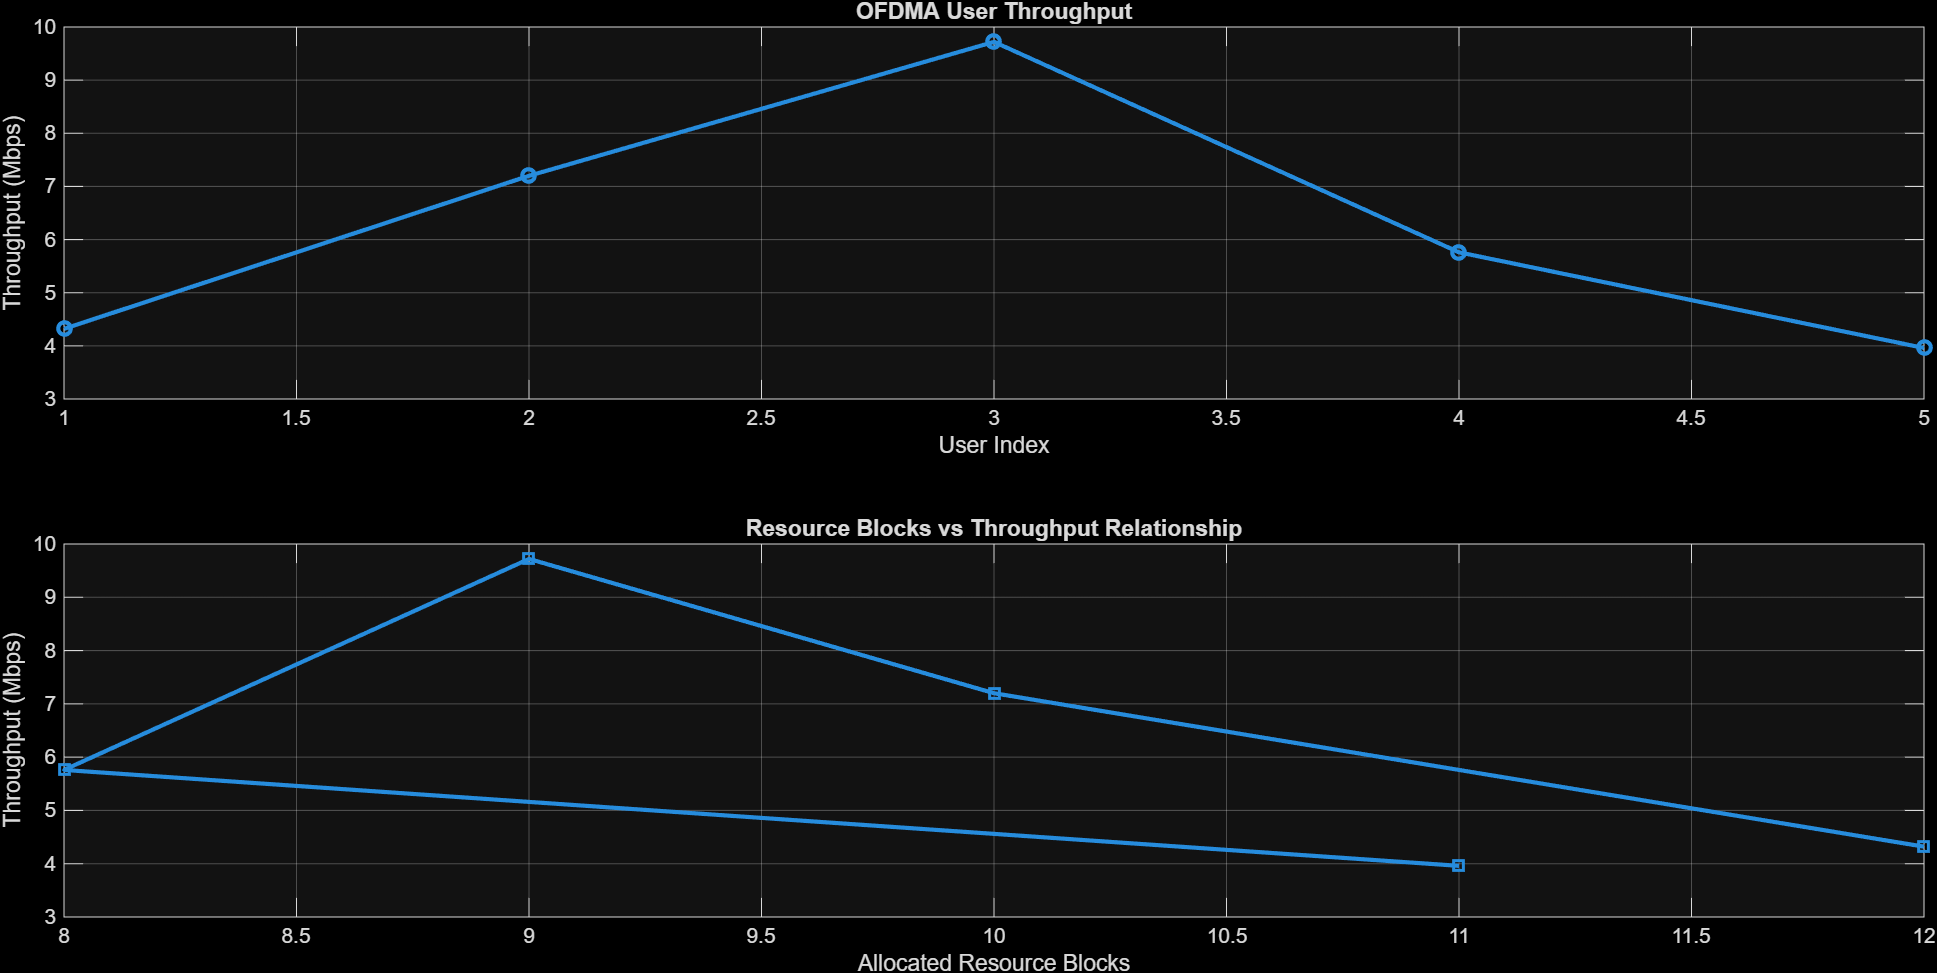 OFDMA User Throughput
10
9
8
7
6
5
4
3
Throughput (Mbps)
1 1.5 2 2.5 3 3.5 4 4.5 5
User Index
Resource Blocks vs Throughput Relationship
10
9
8
7
6
5
4
3
Throughput (Mbps)
8 8.5 9 9.5 10 10.5 11 11.5 12
Allocated Resource Blocks